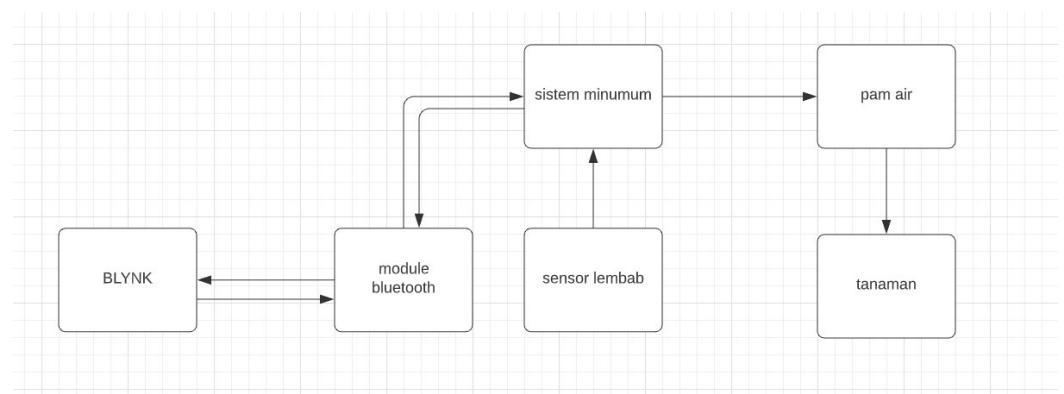 sistem minumum
pam air
BLYNK
module
bluetooth
sensor lembab
tanaman